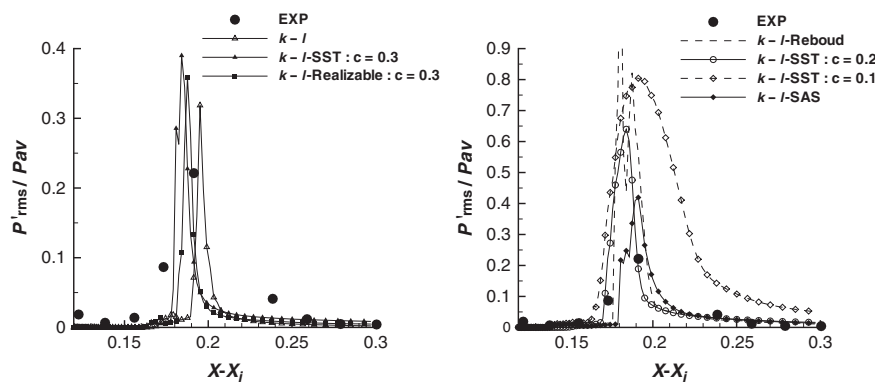 EXP
k – l
k – l-SST : c = 0.3
k – l-Realizable : c = 0.3
0.4
0.3
0.2
0.1
0
P'rms / Pav
0.15
0.2
0.25
0.3
X-Xi
EXP
k – l-Reboud
k – l-SST : c = 0.2
k – l-SST : c = 0.1
k – l-SAS
0.9
0.8
0.7
0.6
0.5
0.4
0.3
0.2
0.1
0
P'rms / Pav
0.15
0.2
0.25
0.3
X-Xi